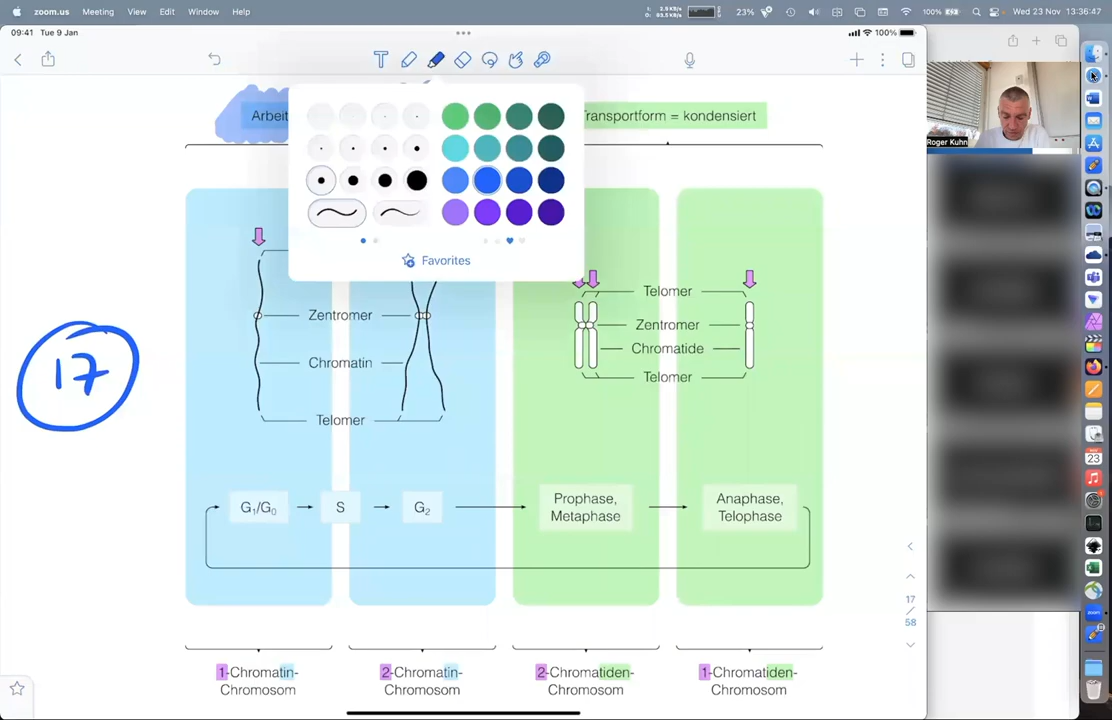 zoom.us Meeting View Edit Window Help
23%
100%
Wed 23 Nov 13:36:47
09:41 Tue 9 Jan
100%
Roger Kuhn
Arbeit
Transportform = kondensiert
Favorites
17
Telomer
Zentromer
Zentromer
Chromatide
Chromatin
Telomer
Telomer
G₁/G₀
S
G₂
Prophase,
Metaphase
Anaphase,
Telophase
17
/
58
1-Chromatin-
Chromosom
2-Chromatin-
Chromosom
2-Chromatiden-
Chromosom
1-Chromatiden-
Chromosom